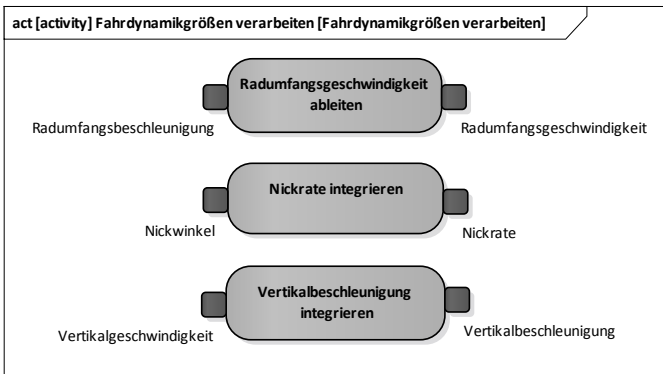 act [activity] Fahrdynamikgrößen verarbeiten [Fahrdynamikgrößen verarbeiten]
Radumfangsgeschwindigkeit
ableiten
Radumfangsbeschleunigung
Radumfangsgeschwindigkeit
Nickrate integrieren
Nickwinkel
Nickrate
Vertikalbeschleunigung
integrieren
Vertikalgeschwindigkeit
Vertikalbeschleunigung